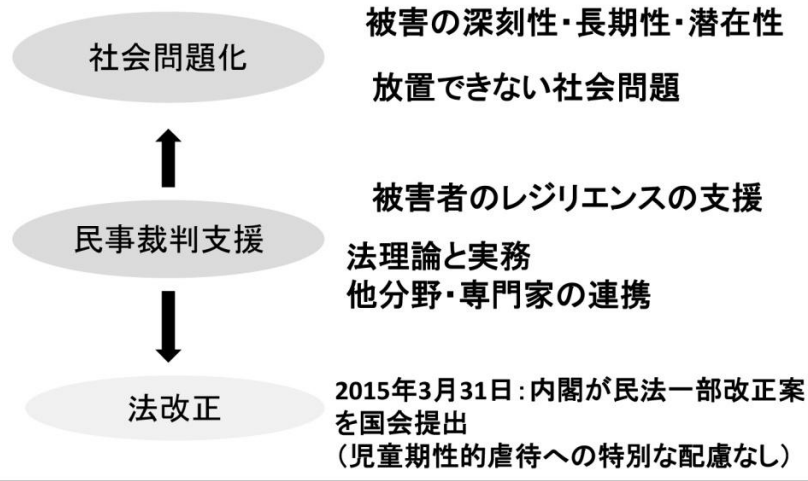 社会問題化
被害の深刻性・長期性・潜在性
放置できない社会問題
民事裁判支援
被害者のレジリエンスの支援
法理論と実務
他分野・専門家の連携
法改正
2015年3月31日：内閣が民法一部改正案
を国会提出
（児童期性的虐待への特別な配慮なし）